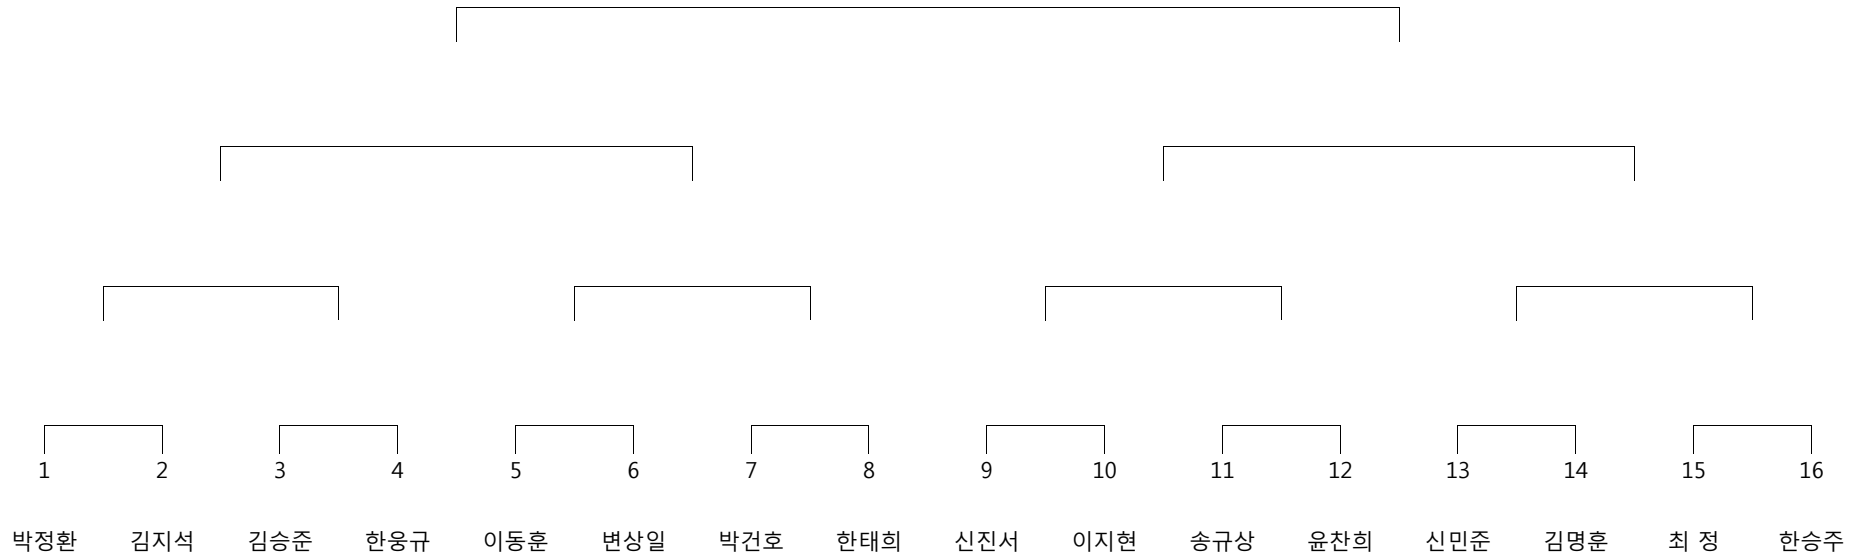 1 2 3 4 5 6 7 8 9 10 11 12 13 14 15 16
박정환 김지석 김승준 한웅규 이동훈 변상일 박건호 한태희 신진서 이지현 송규상 윤찬희 신민준 김명훈 최 정 한승주